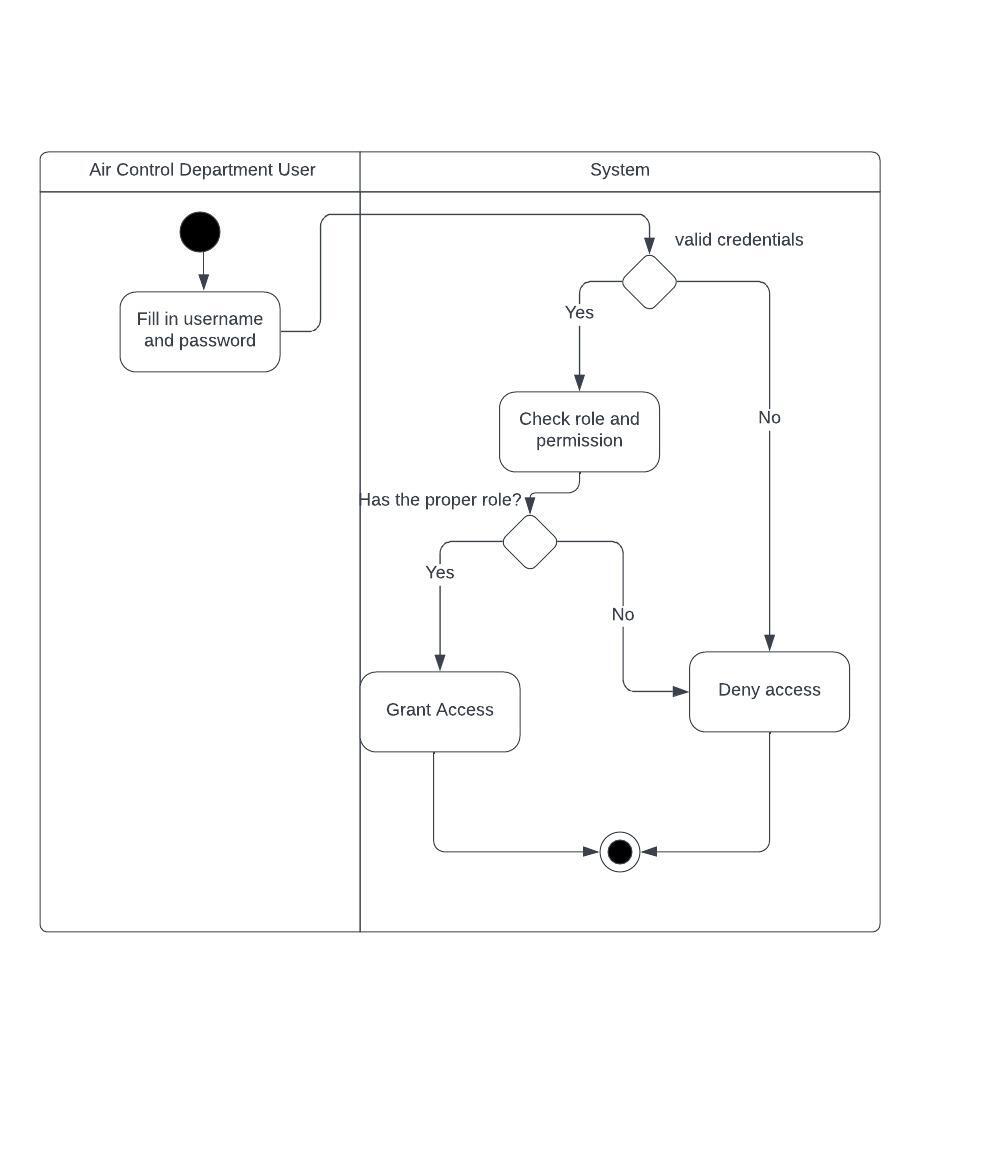 Air Control Department User
System
valid credentials
Fill in username
and password
Yes
No
Check role and
permission
Has the proper role?
Yes
No
Grant Access
Deny access